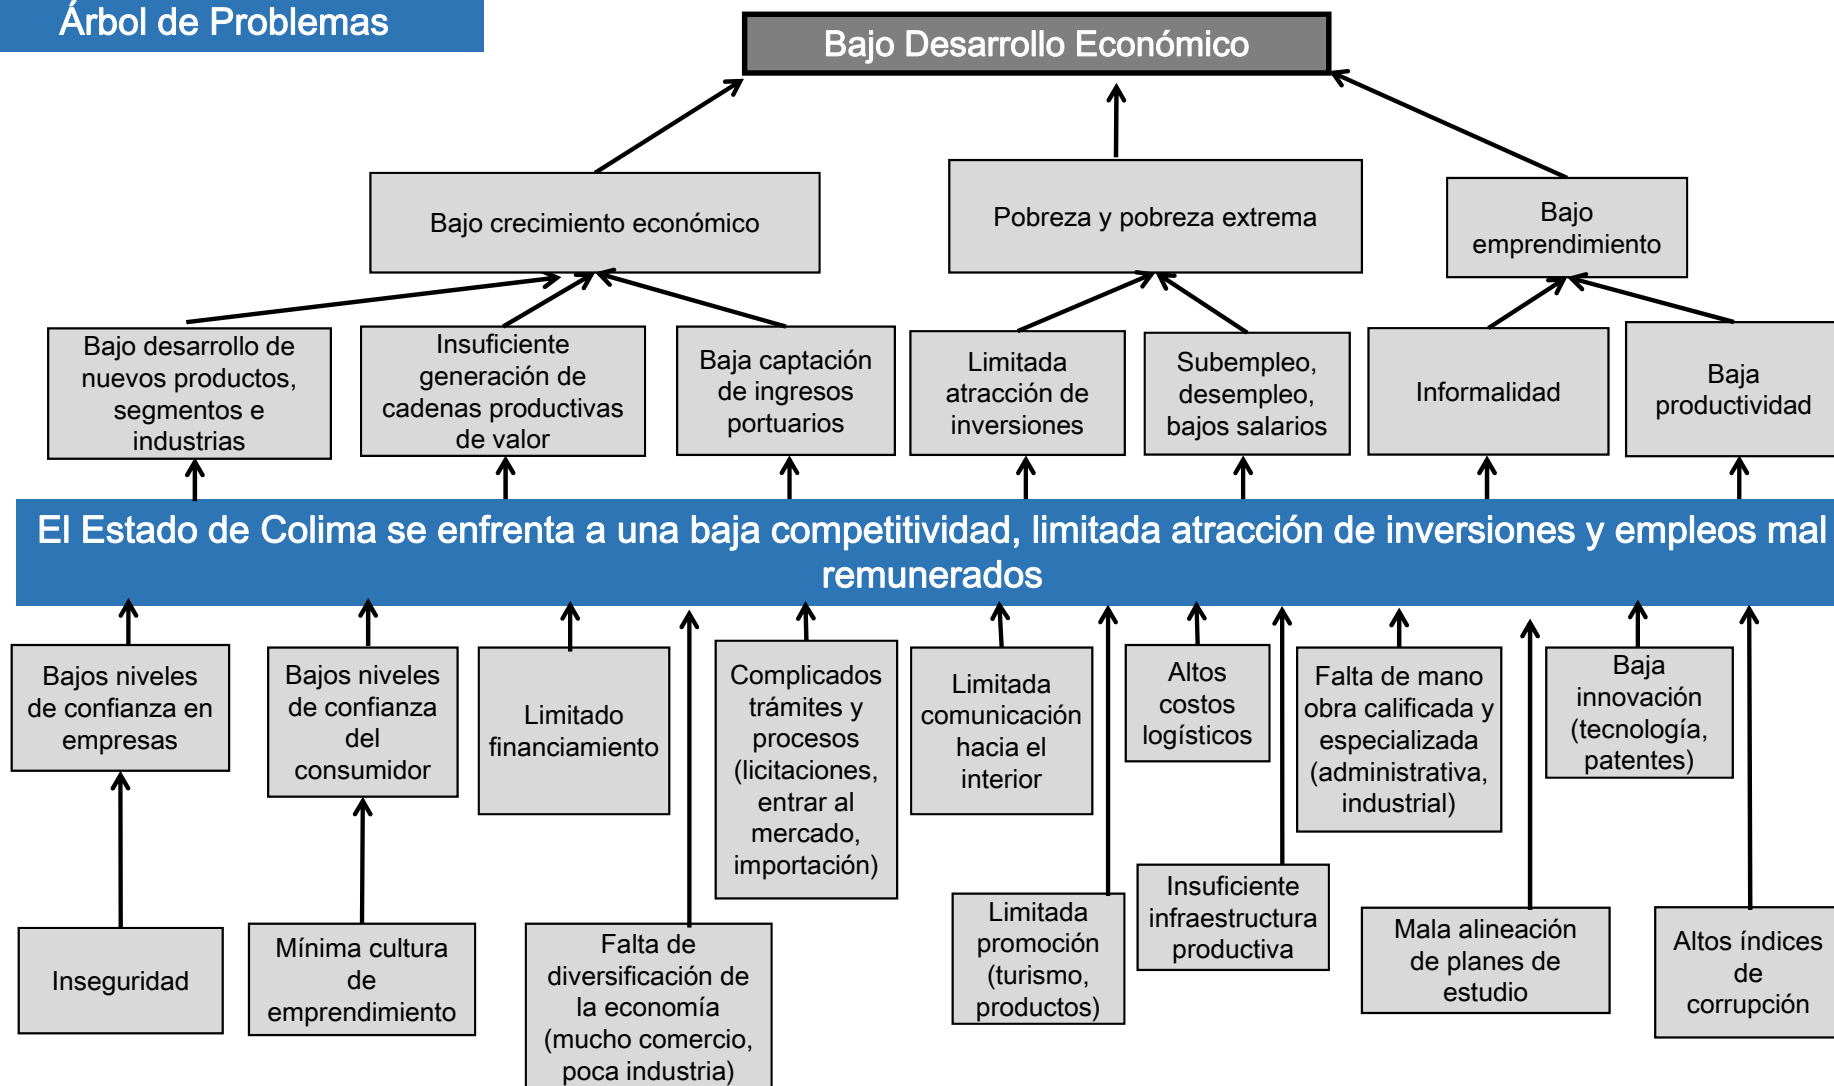 Árbol de Problemas
Bajo Desarrollo Económico
Bajo crecimiento económico
Pobreza y pobreza extrema
Bajo
emprendimiento
Bajo desarrollo de
nuevos productos,
segmentos e
industrias
Insuficiente
generación de
cadenas productivas
de valor
Baja captación
de ingresos
portuarios
Limitada
atracción de
inversiones
Subempleo,
desempleo,
bajos salarios
Informalidad
Baja
productividad
El Estado de Colima se enfrenta a una baja competitividad, limitada atracción de inversiones y empleos mal
remunerados
Bajos niveles
de confianza en
empresas
Bajos niveles
de confianza
del
consumidor
Limitado
financiamiento
Complicados
trámites y
procesos
(licitaciones,
entrar al
mercado,
importación)
Limitada
comunicación
hacia el
interior
Altos
costos
logísticos
Falta de mano
obra calificada y
especializada
(administrativa,
industrial)
Baja
innovación
(tecnología,
patentes)
Inseguridad
Mínima cultura
de
emprendimiento
Falta de
diversificación de
la economía
(mucho comercio,
poca industria)
Limitada
promoción
(turismo,
productos)
Insuficiente
infraestructura
productiva
Mala alineación
de planes de
estudio
Altos índices
de
corrupción